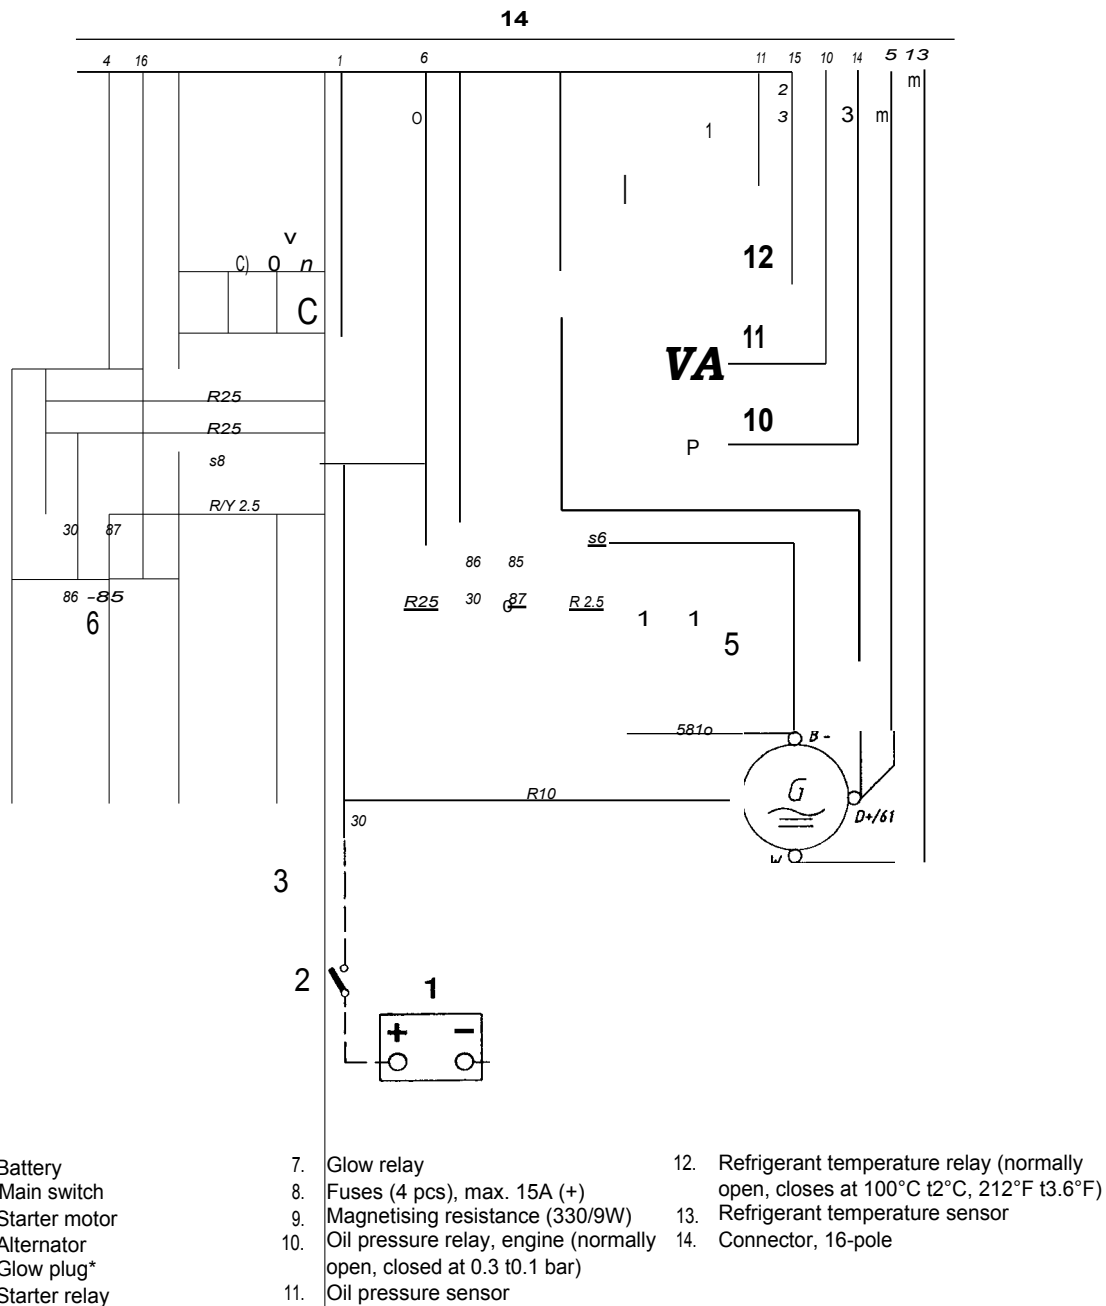 14
4 16 1 6 11 15 10 14 5 13
m
2
O 3 3 m
1
12
v
C) 0 n
C
11
VA
R25
10
R25
P
s8
R/Y 2.5
30 87
s6
86 85
86 -85
R25 30 0 87 R 2.5
6
1 1
5
581o
B -
G
R10
D+/61
30
W
3
2
1
+ −
Battery
Main switch
Starter motor
Alternator
Glow plug*
Starter relay
7. Glow relay
8. Fuses (4 pcs), max. 15A (+)
9. Magnetising resistance (330/9W)
10. Oil pressure relay, engine (normally
open, closed at 0.3 t0.1 bar)
11. Oil pressure sensor
12. Refrigerant temperature relay (normally
open, closes at 100°C t2°C, 212°F t3.6°F)
13. Refrigerant temperature sensor
14. Connector, 16-pole